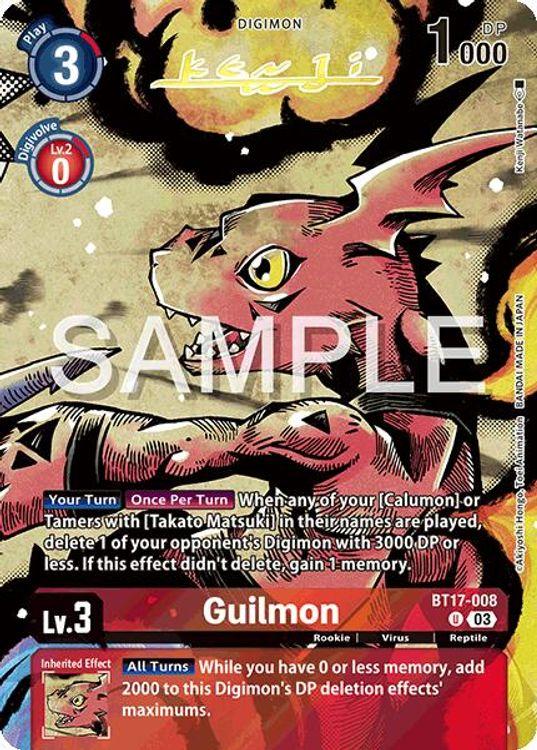 DIGIMON
Play
3
DP
1000
Kenji
Digivolve
Lv.2
0
Kenji Watanabe
SAMPLE
©Akiyoshi Hongo, Toei Animation BANDAI MADE IN JAPAN
Your Turn Once Per Turn When any of your [Calumon] or
Tamers with [Takato Matsuki] in their names are played,
delete 1 of your opponent's Digimon with 3000 DP or
less. If this effect didn't delete, gain 1 memory.
Lv.3
Guilmon
BT17-008
U 03
Rookie Virus Reptile
Inherited Effect
All Turns While you have 0 or less memory, add
2000 to this Digimon's DP deletion effects'
maximums.